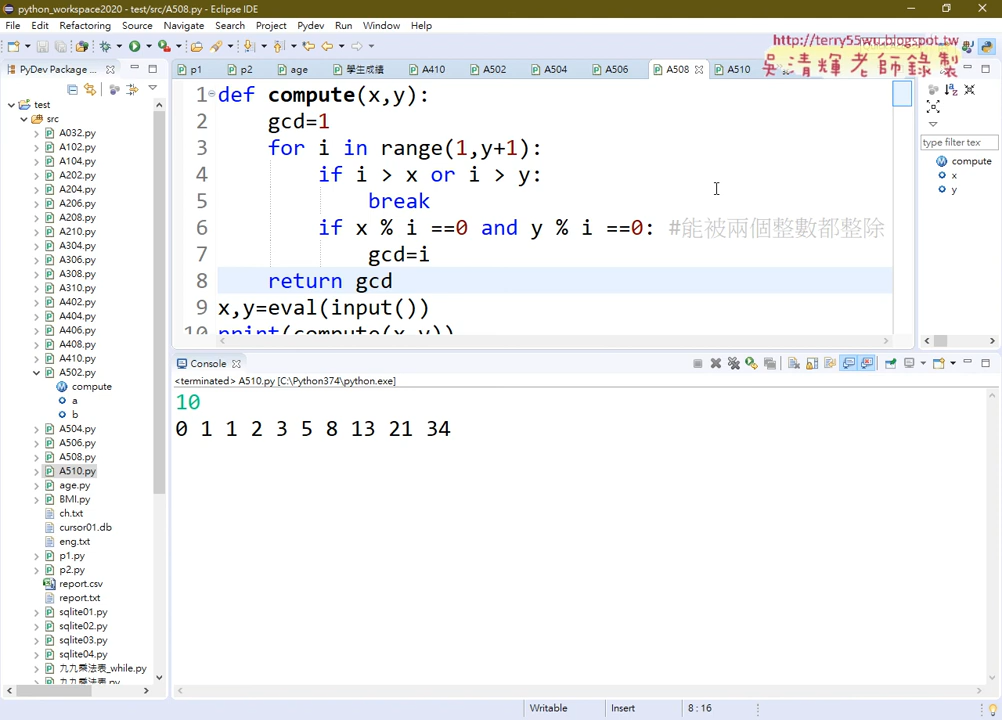 python_workspace2020 - test/src/A508.py - Eclipse IDE
File Edit Refactoring Source Navigate Search Project Pydev Run Window Help
http://terry55wu.blogspot.tw
吳清輝老師錄製
PyDev Package ...
p1 p2 age 學生成績 A410 A502 A504 A506 A508 A510
test
src
A032.py
A102.py
A104.py
A202.py
A204.py
A206.py
A208.py
A210.py
A304.py
A306.py
A308.py
A310.py
A402.py
A404.py
A406.py
A408.py
A410.py
A502.py
compute
a
b
A504.py
A506.py
A508.py
A510.py
age.py
BMI.py
ch.txt
cursor01.db
eng.txt
p1.py
p2.py
report.csv
report.txt
sqlite01.py
sqlite02.py
sqlite03.py
sqlite04.py
九九乘法表_while.py
九九乘法表.py
1 def compute(x,y):
2 gcd=1
3 for i in range(1,y+1):
4 if i > x or i > y:
5 break
6 if x % i ==0 and y % i ==0: #能被兩個整數都整除
7 gcd=i
8 return gcd
9 x,y=eval(input())
10 print(compute(x,y))
type filter tex
compute
x
y
Console
<terminated> A510.py [C:\Python374\python.exe]
10
0 1 1 2 3 5 8 13 21 34
Writable Insert 8 : 16